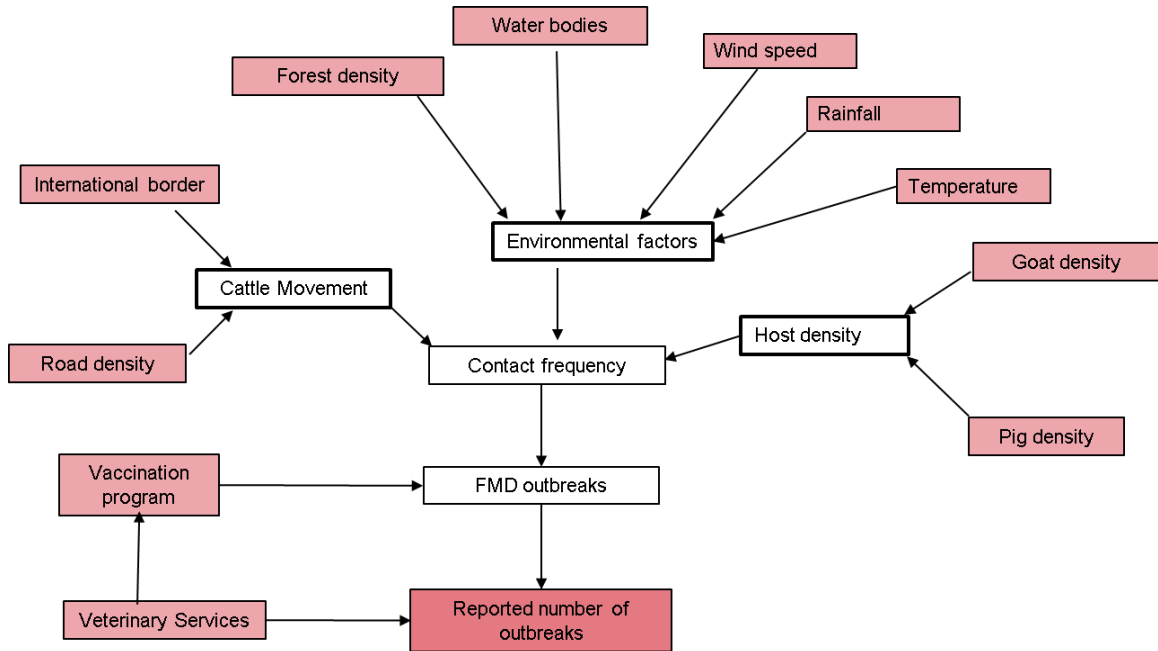 Water bodies
Wind speed
Forest density
Rainfall
International border
Temperature
Environmental factors
Goat density
Cattle Movement
Host density
Road density
Contact frequency
Pig density
Vaccination
program
FMD outbreaks
Reported number of
outbreaks
Veterinary Services